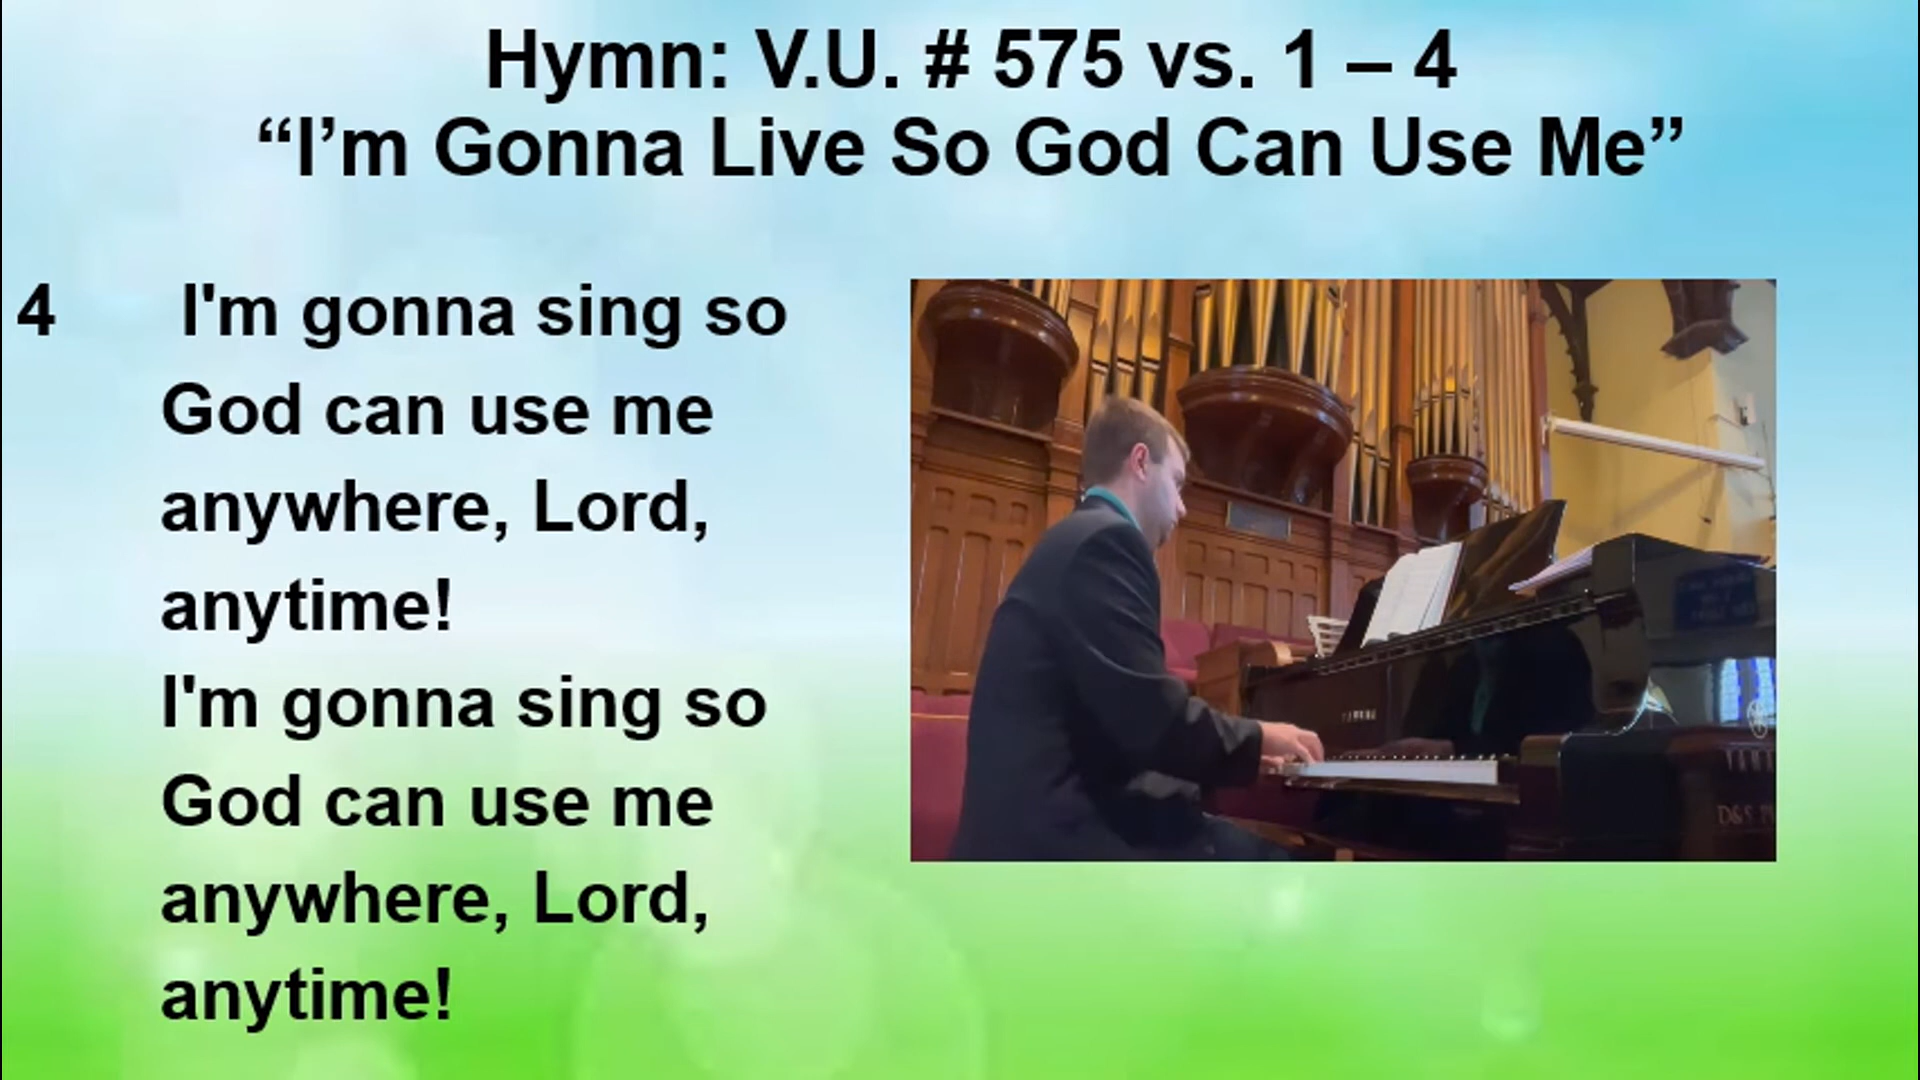 Hymn: V.U. # 575 vs. 1 – 4
“I’m Gonna Live So God Can Use Me”
4 I'm gonna sing so
God can use me
anywhere, Lord,
anytime!
I'm gonna sing so
God can use me
anywhere, Lord,
anytime!
YAMAHA